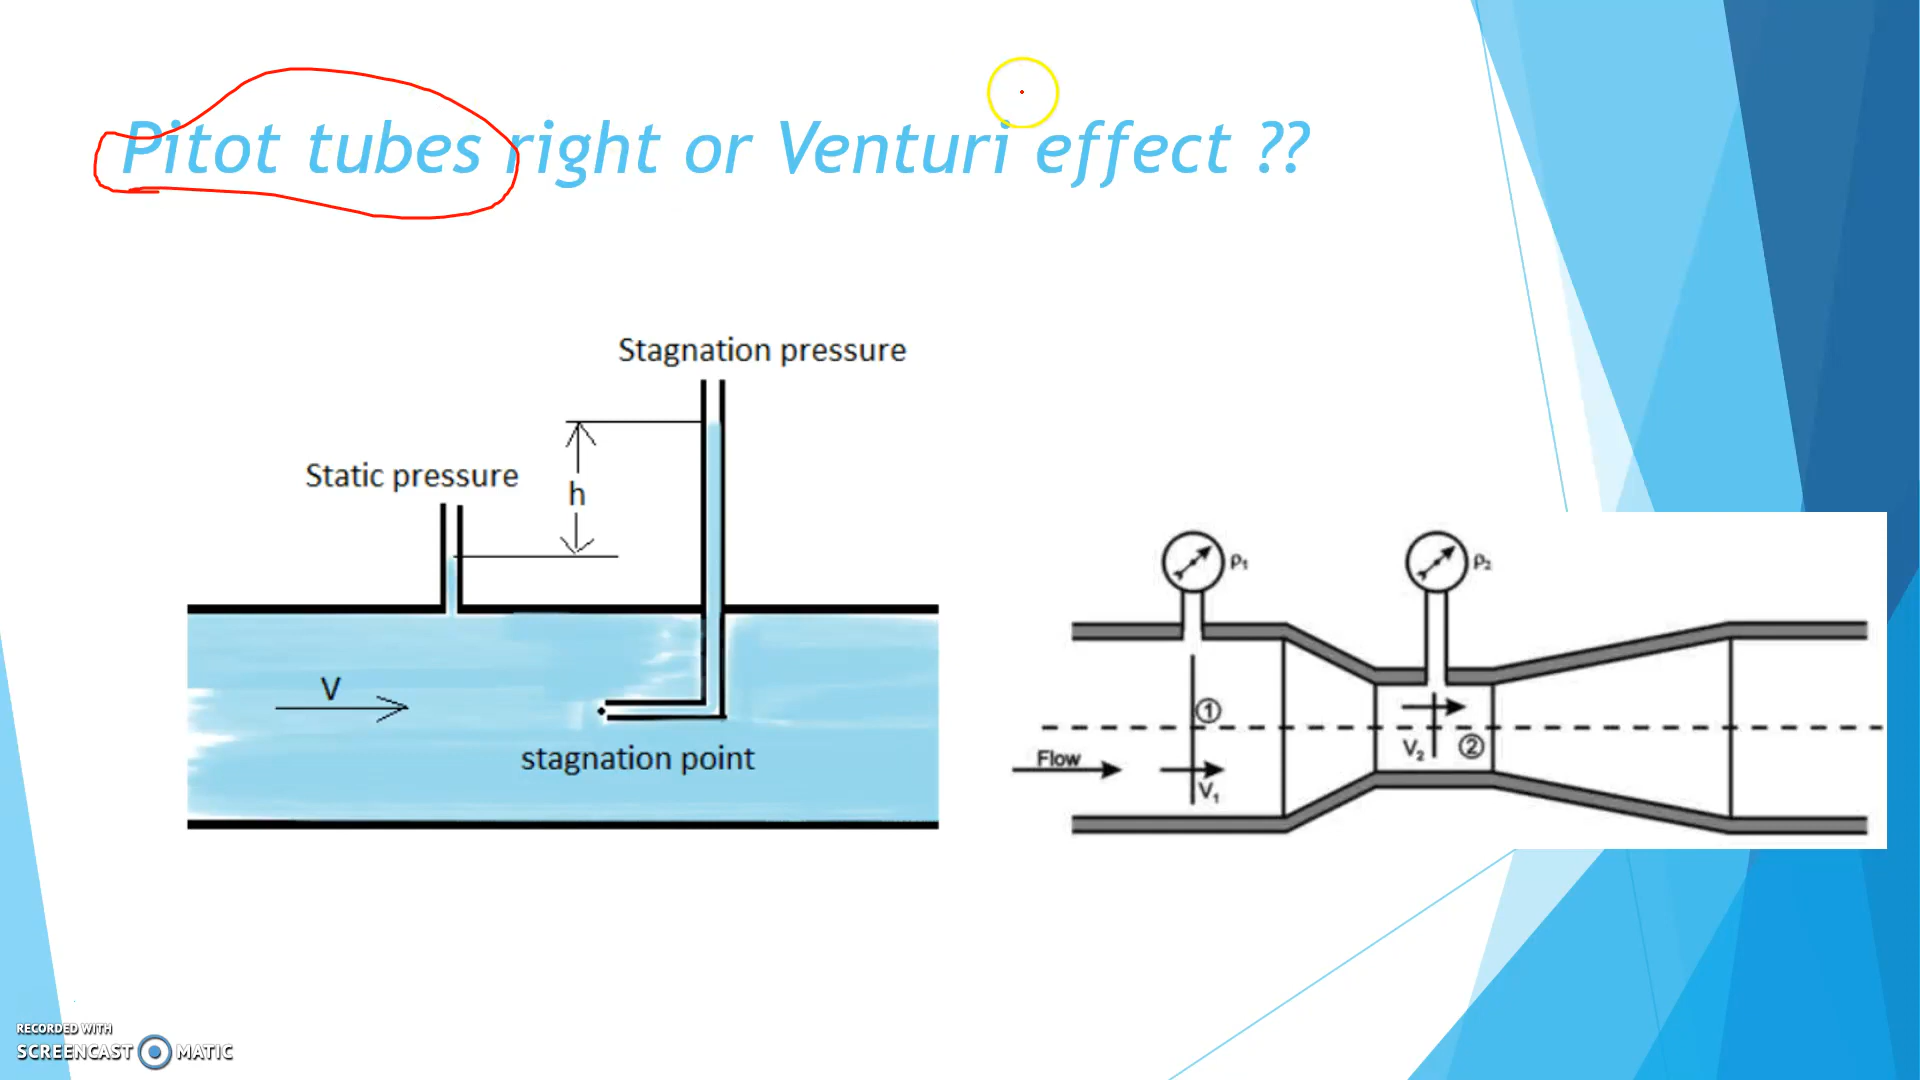 Pitot tubes right or Venturi effect ??
Stagnation pressure
Static pressure
h
V
stagnation point
P₁
P₂
①
V₂ ②
Flow
V₁
RECORDED WITH
SCREENCAST MATIC